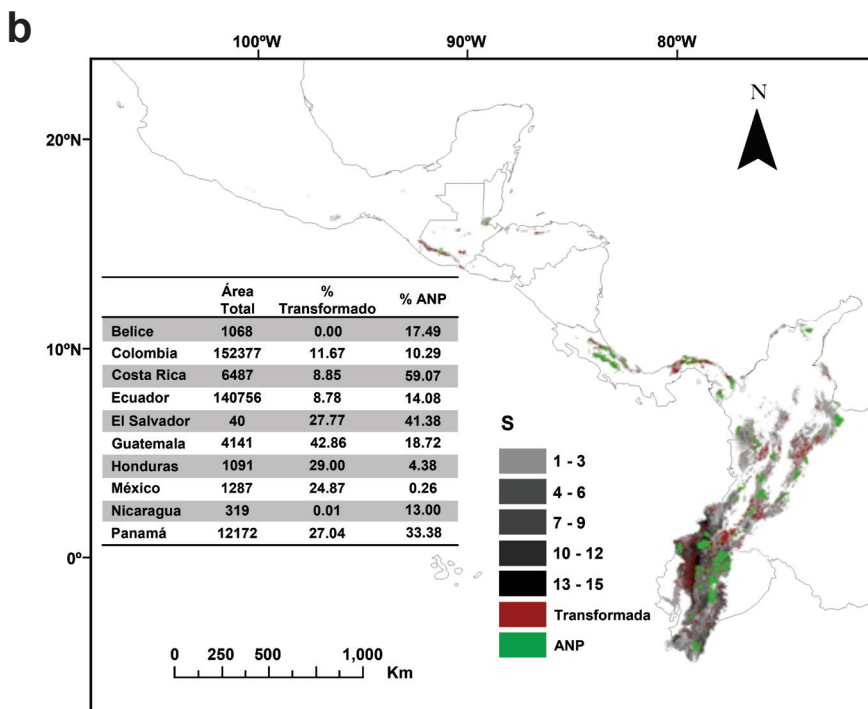 b
100ºW 90ºW 80ºW
N
20ºN
10ºN
0º
Área Total % Transformado % ANP
Belice 1068 0.00 17.49
Colombia 152377 11.67 10.29
Costa Rica 6487 8.85 59.07
Ecuador 140756 8.78 14.08
El Salvador 40 27.77 41.38
Guatemala 4141 42.86 18.72
Honduras 1091 29.00 4.38
México 1287 24.87 0.26
Nicaragua 319 0.01 13.00
Panamá 12172 27.04 33.38
S
1 - 3
4 - 6
7 - 9
10 - 12
13 - 15
Transformada
ANP
0 250 500 1,000
Km